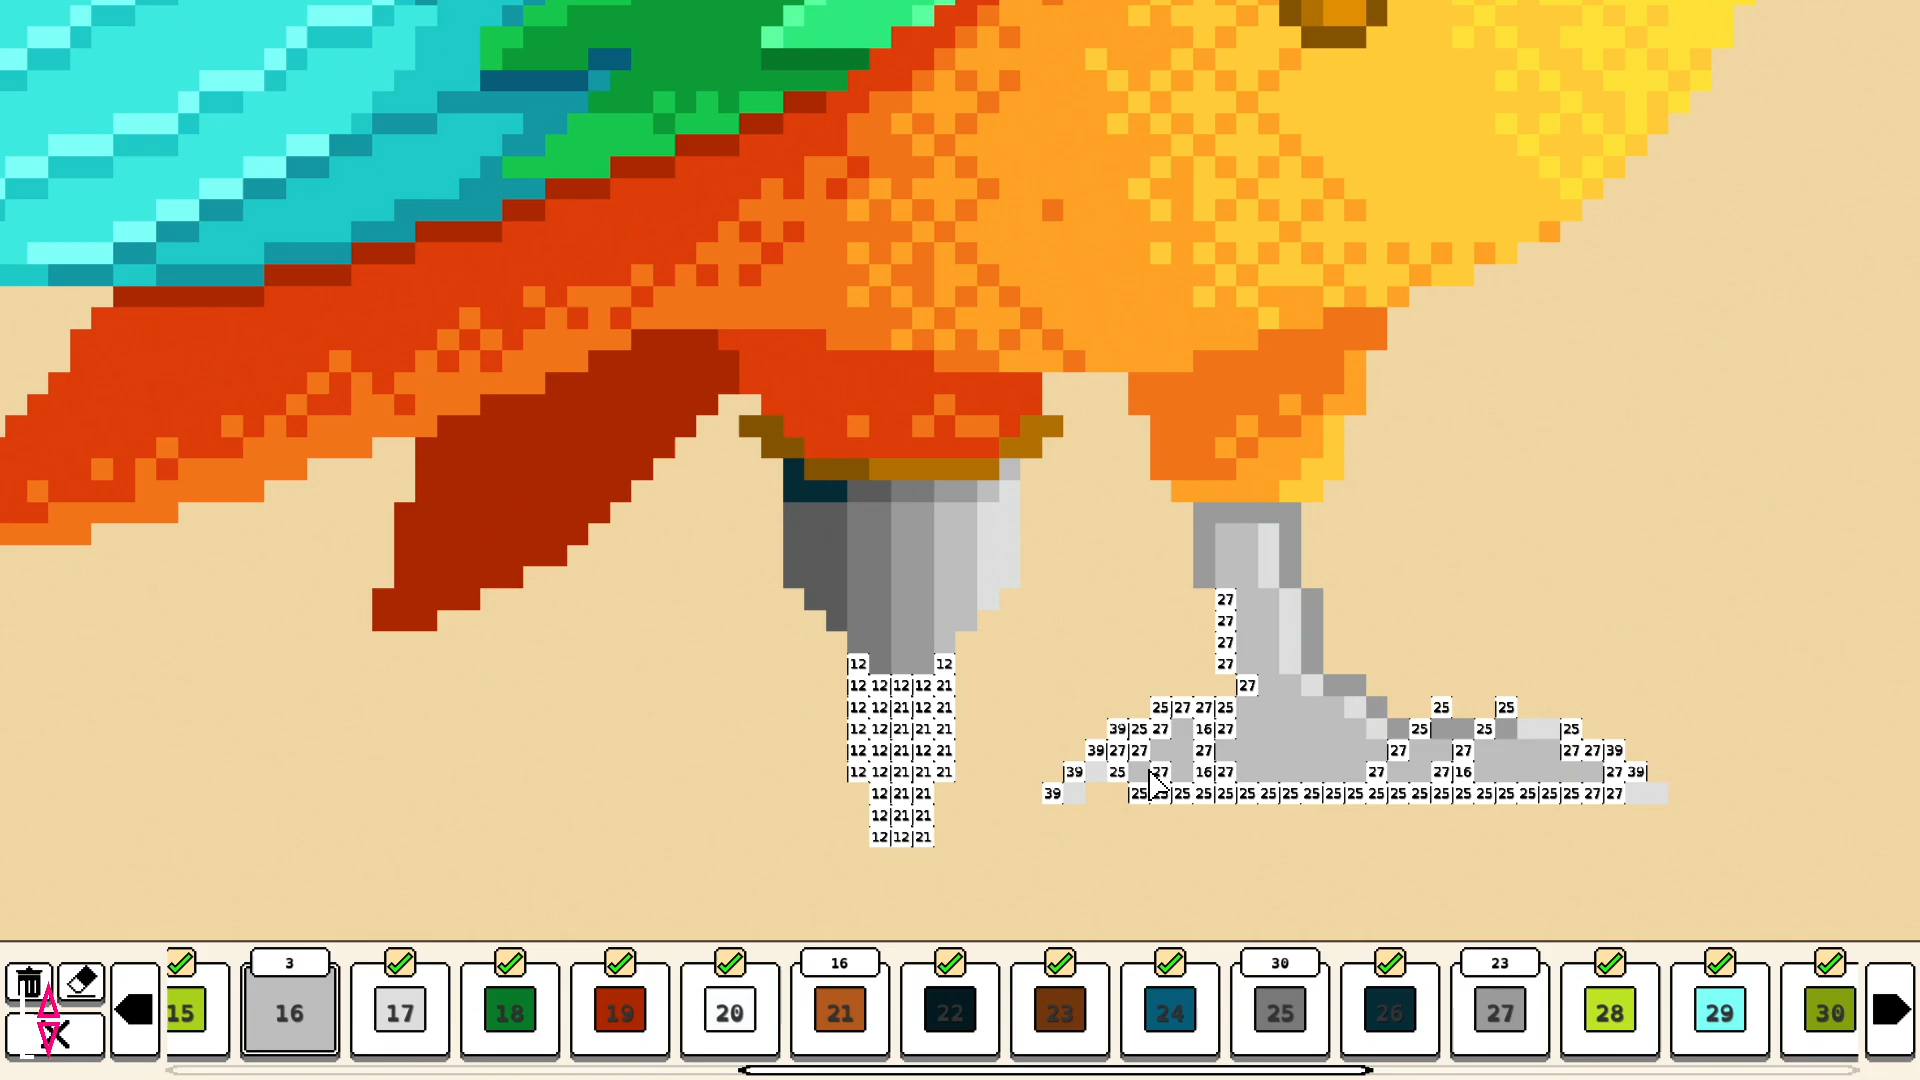 27
27
27
12 12 27
12 12 12 12 21 27
12 12 21 12 21 25 27 27 25 25 25
12 12 21 21 21 39 25 27 16 27 25 25 25
12 12 21 12 21 39 27 27 27 27 27 27 27 39
12 12 21 21 21 39 25 27 16 27 27 27 16 27 39
12 21 21 39 25 25 25 25 25 25 25 25 25 25 25 25 25 25 25 25 25 25 25 27 27
12 21 21
12 12 21
3 16 30 23
15 16 17 18 19 20 21 22 23 24 25 26 27 28 29 30